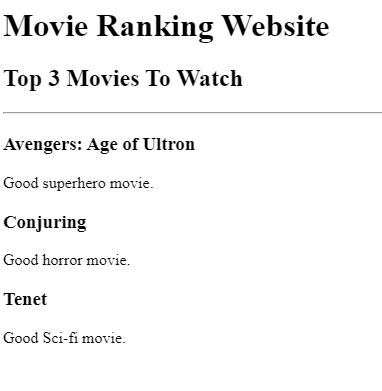 Movie Ranking Website
Top 3 Movies To Watch
Avengers: Age of Ultron
Good superhero movie.
Conjuring
Good horror movie.
Tenet
Good Sci-fi movie.